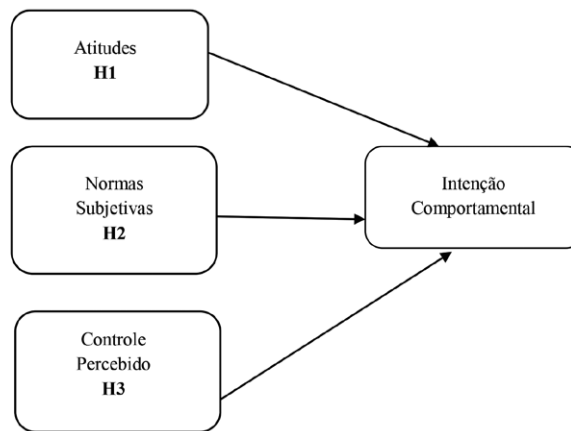 Atitudes
H1
Normas
Subjetivas
H2
Intenção
Comportamental
Controle
Percebido
H3